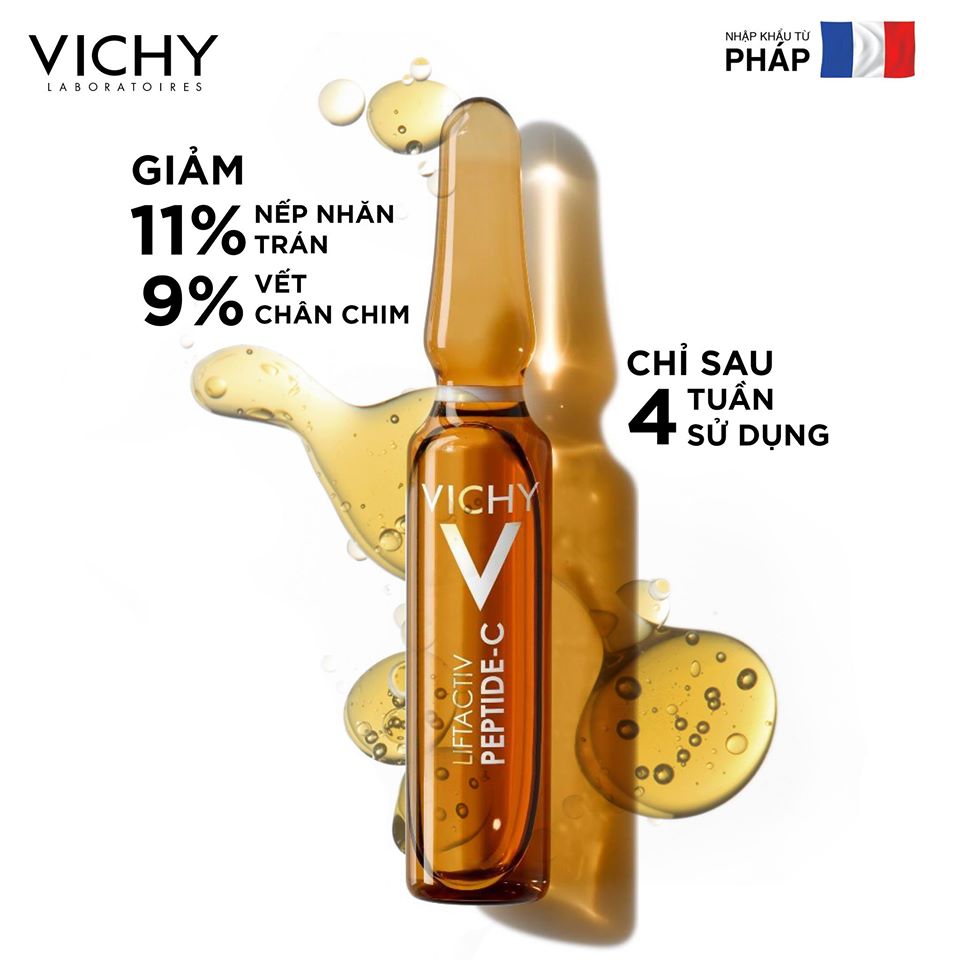 VICHY
LABORATOIRES
NHẬP KHẨU TỪ
PHÁP
GIẢM
11% NẾP NHĂN
TRÁN
9% VẾT
CHÂN CHIM
CHỈ SAU
4 TUẦN
SỬ DỤNG
VICHY
V
LIFTACTIV
PEPTIDE-C